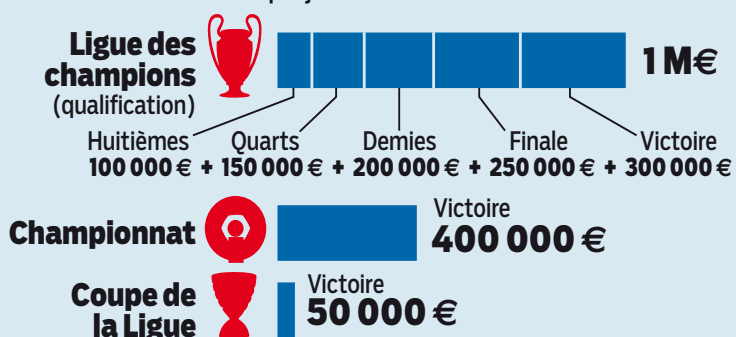 Ligue des
champions
(qualification)
1 M€
Huitièmes Quarts Demies Finale Victoire
100 000 € + 150 000 € + 200 000 € + 250 000 € + 300 000 €
Championnat
Victoire
400 000 €
Coupe de
la Ligue
Victoire
50 000 €